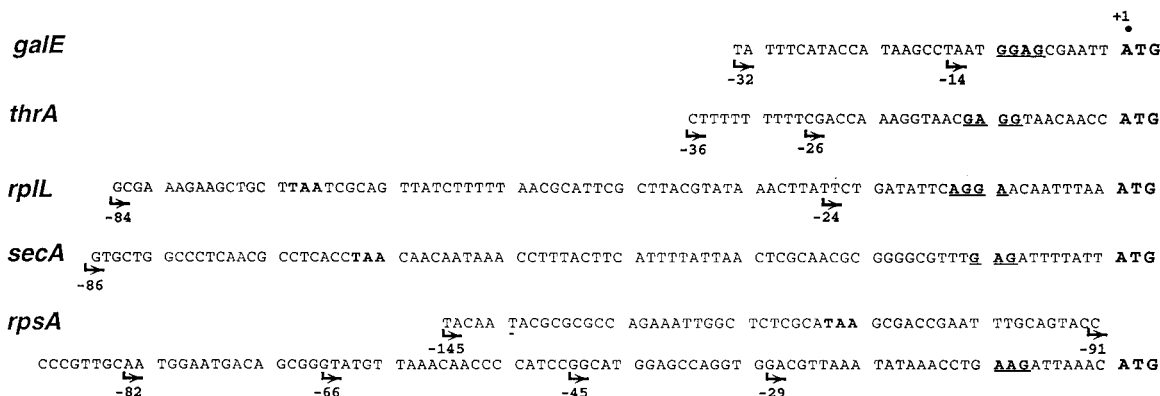 +1
galE TA TTTCATACCA TAAGCCTAAT GGAGCGAATT ATG
-32 -14
thrA CTTTTT TTTTCGACCA AAGGTAACGA GGTAACAACC ATG
-36 -26
rplL GCGA AAGAAGCTGC TTAATCGCAG TTATCTTTTT AACGCATTCG CTTACGTATA AACTTATTCT GATATTCAGG AACAATTTAA ATG
-84 -24
secA GTGCTG GCCCTCAACG CCTCACCTAA CAACAATAAA CCTTTACTTC ATTTTATTAA CTCGCAACGC GGGGCGTTTG AGATTTTATT ATG
-86
rpsA TACAA TACGCGCGCC AGAAATTGGC TCTCGCATAA GCGACCGAAT TTGCAGTACC
-145 -91
CCCGTTGCAA TGGAATGACA GCGGGTATGT TAAACAACCC CATCCGGCAT GGAGCCAGGT GGACGTTAAA TATAAACCTG AAGATTAAAC ATG
-82 -66 -45 -29